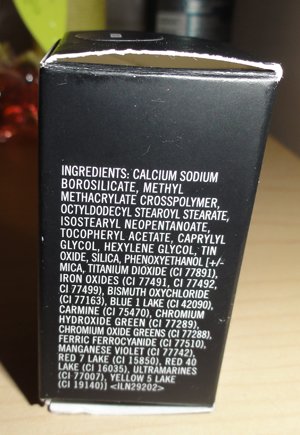 INGREDIENTS: CALCIUM SODIUM
BOROSILICATE, METHYL
METHACRYLATE CROSSPOLYMER,
OCTYLDODECYL STEAROYL STEARATE,
ISOSTEARYL NEOPENTANOATE,
TOCOPHERYL ACETATE, CAPRYLYL
GLYCOL, HEXYLENE GLYCOL, TIN
OXIDE, SILICA, PHENOXYETHANOL [+/-
MICA, TITANIUM DIOXIDE (CI 77891),
IRON OXIDES (CI 77491, CI 77492,
CI 77499), BISMUTH OXYCHLORIDE
(CI 77163), BLUE 1 LAKE (CI 42090),
CARMINE (CI 75470), CHROMIUM
HYDROXIDE GREEN (CI 77289),
CHROMIUM OXIDE GREENS (CI 77288),
FERRIC FERROCYANIDE (CI 77510),
MANGANESE VIOLET (CI 77742),
RED 7 LAKE (CI 15850), RED 40
LAKE (CI 16035), ULTRAMARINES
(CI 77007), YELLOW 5 LAKE
(CI 19140)] <ILN29202>